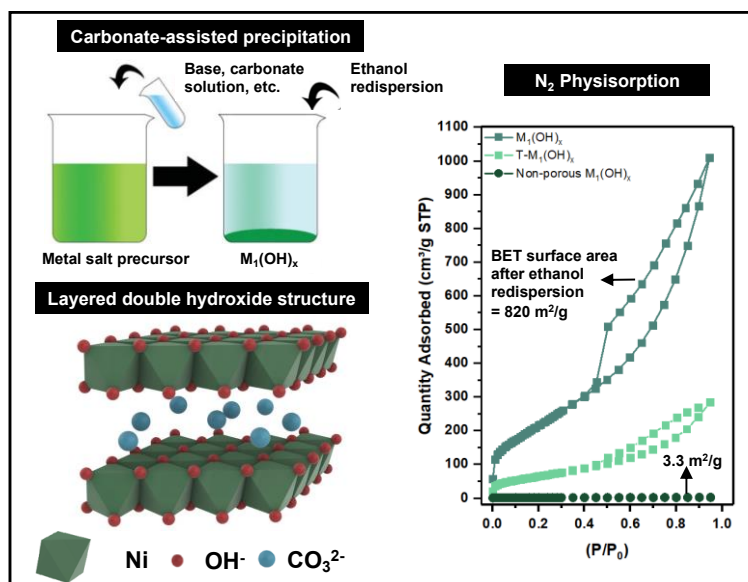 Carbonate-assisted precipitation
Base, carbonate
solution, etc.
Ethanol
redispersion
Metal salt precursor
M₁(OH)ₓ
Layered double hydroxide structure
Ni
OH⁻
CO₃²⁻
N₂ Physisorption
Quantity Adsorbed (cm³/g STP)
1100
1000
900
800
700
600
500
400
300
200
100
0
M₁(OH)ₓ
T-M₁(OH)ₓ
Non-porous M₁(OH)ₓ
BET surface area
after ethanol
redispersion
= 820 m²/g
3.3 m²/g
0.0 0.2 0.4 0.6 0.8 1.0
(P/P₀)